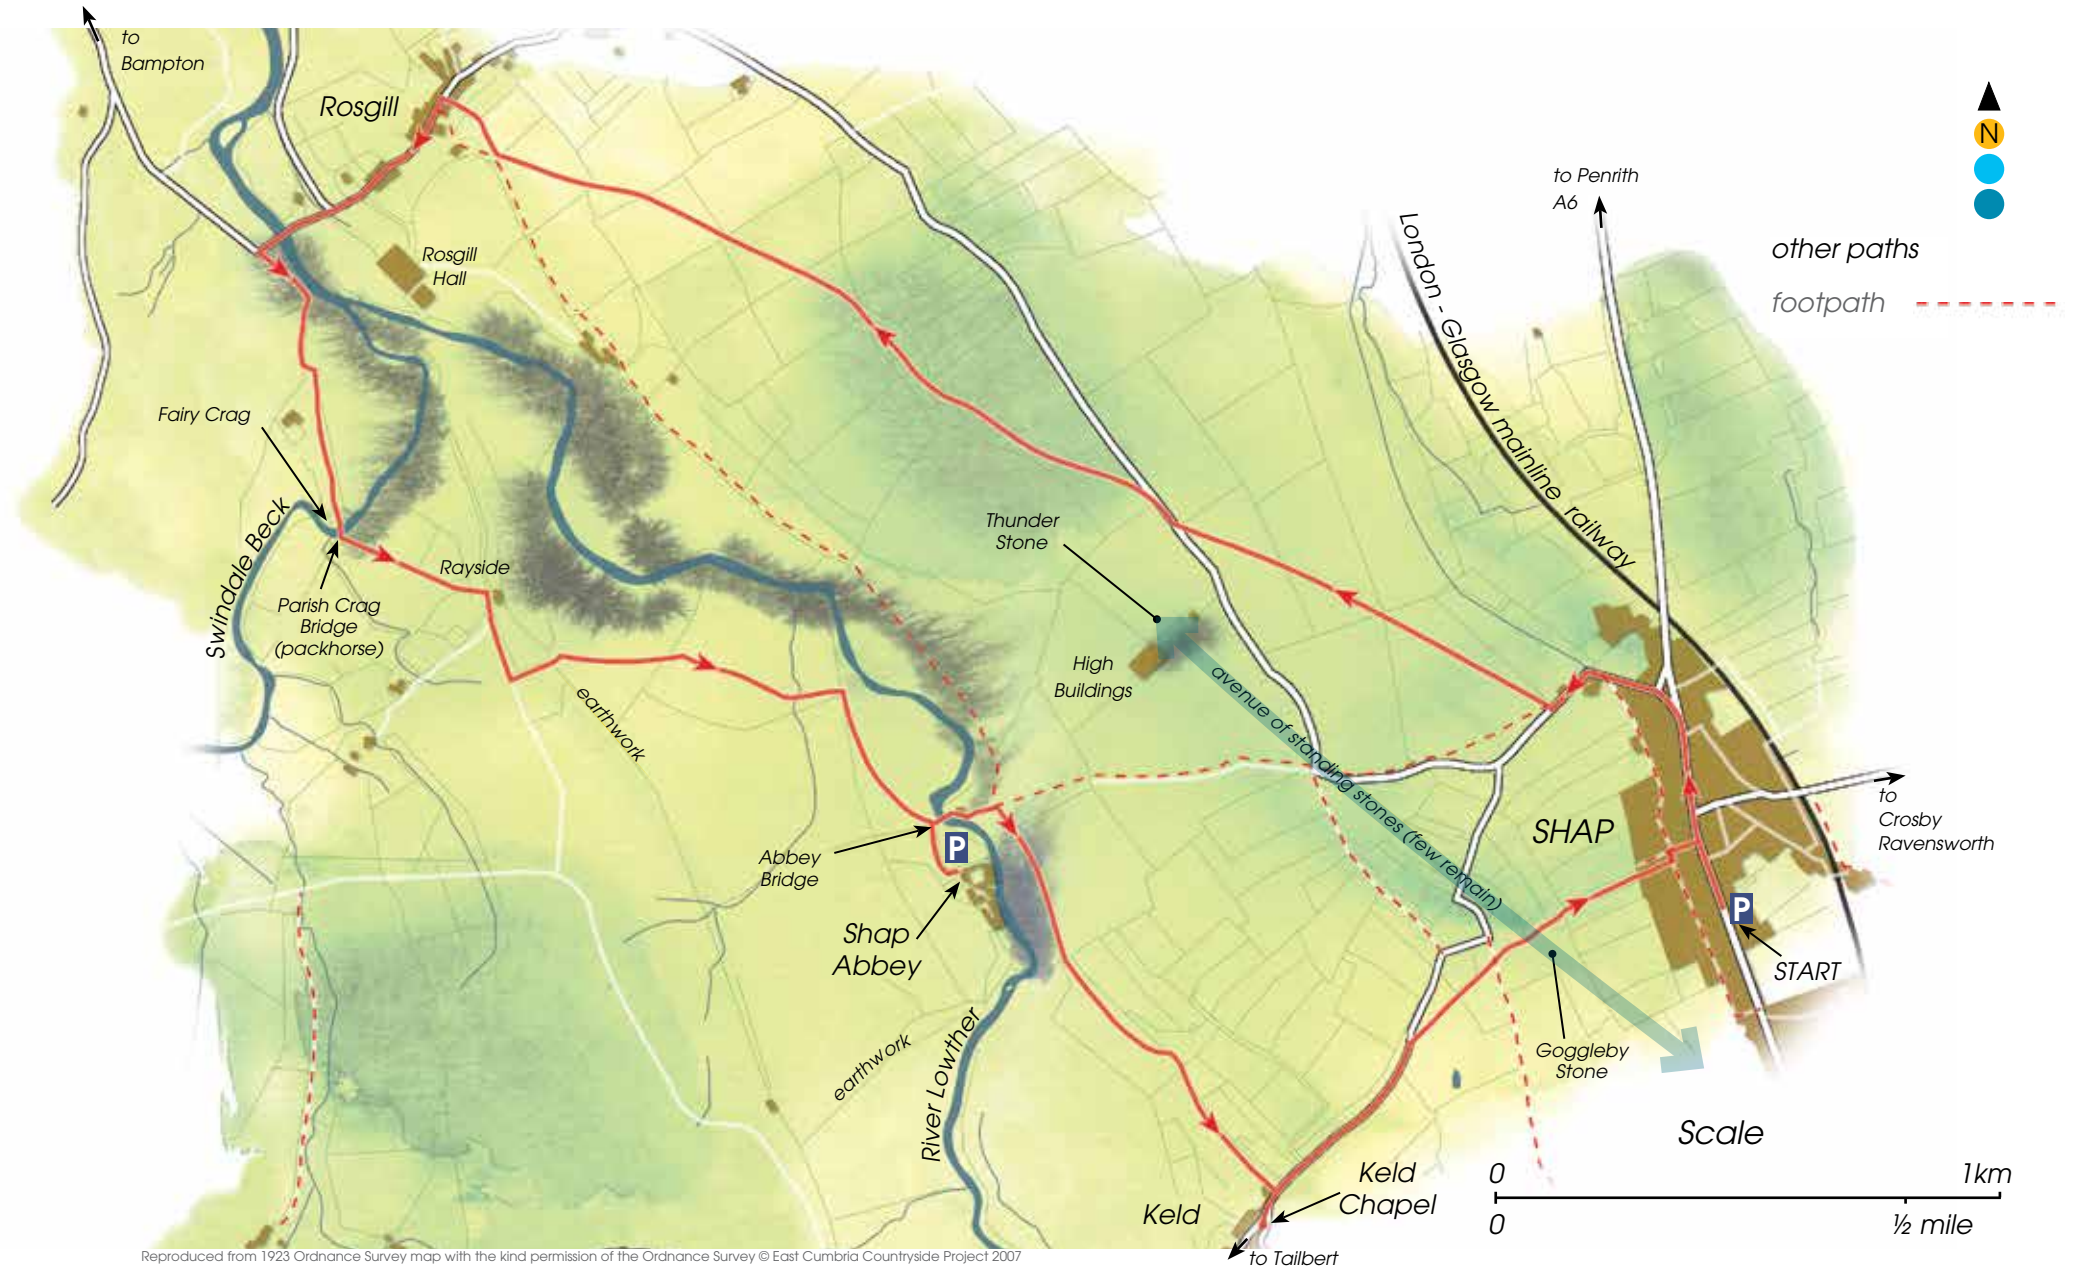 to
Bampton
Rosgill
N
to Penrith
A6
London - Glasgow mainline railway
other paths
footpath
Rosgill
Hall
Fairy Crag
Swindale Beck
Thunder
Stone
Rayside
Parish Crag
Bridge
(packhorse)
High
Buildings
avenue of standing stones (few remain)
earthwork
to
Crosby
Ravensworth
SHAP
P
Abbey
Bridge
P
START
Shap
Abbey
River Lowther
earthwork
Goggleby
Stone
Scale
0
1km
0
½ mile
Keld
Chapel
Keld
to Tailbert
Reproduced from 1923 Ordnance Survey map with the kind permission of the Ordnance Survey © East Cumbria Countryside Project 2007